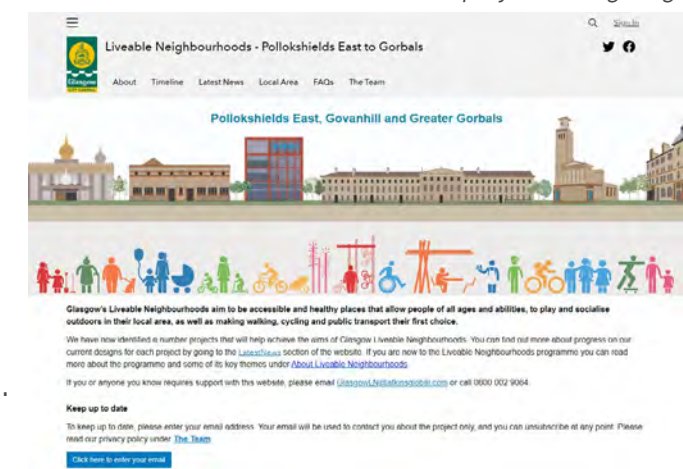 Sign In
Liveable Neighbourhoods - Pollokshields East to Gorbals
Glasgow
CITY COUNCIL
About Timeline Latest News Local Area FAQs The Team
Pollokshields East, Govanhill and Greater Gorbals
Glasgow's Liveable Neighbourhoods aim to be accessible and healthy places that allow people of all ages and abilities, to play and socialise
outdoors in their local area, as well as making walking, cycling and public transport their first choice.
We have now identified a number projects that will help achieve the aims of Glasgow Liveable Neighbourhoods. You can find out more about progress on our
current designs for each project by going to the Latest News section of the website. If you are new to the Liveable Neighbourhoods programme you can read
more about the programme and some of its key themes under About Liveable Neighbourhoods.
If you or anyone you know requires support with this website, please email GlasgowLN@atkinsglobal.com or call 0800 002 9064.
Keep up to date
To keep up to date, please enter your email address. Your email will be used to contact you about the project only, and you can unsubscribe at any point. Please
read our privacy policy under The Team.
Click here to enter your email